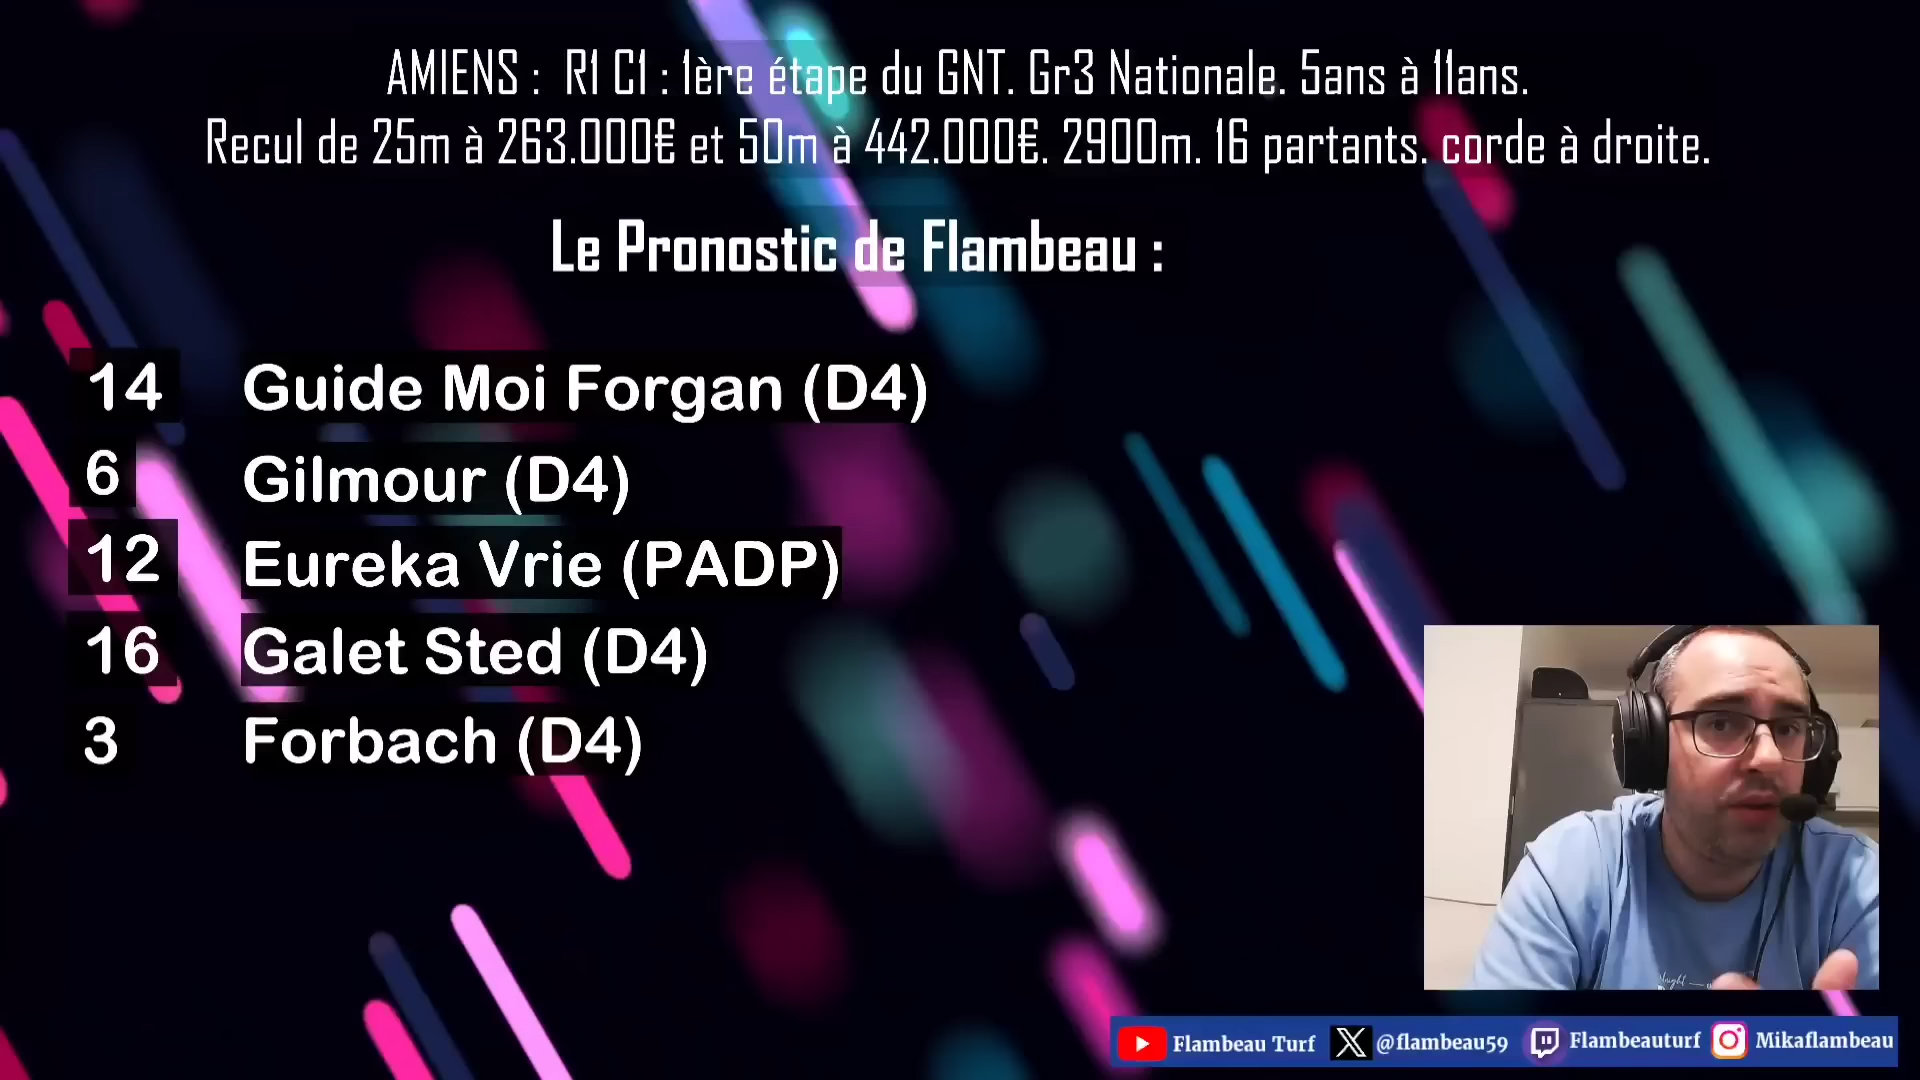 AMIENS : R1 C1 : 1ère étape du GNT. Gr3 Nationale. 5ans à 11ans.
Recul de 25m à 263.000€ et 50m à 442.000€. 2900m. 16 partants. corde à droite.
Le Pronostic de Flambeau :
14 Guide Moi Forgan (D4)
6 Gilmour (D4)
12 Eureka Vrie (PADP)
16 Galet Sted (D4)
3 Forbach (D4)
Flambeau Turf @flambeau59 Flambeauturf Mikaflambeau